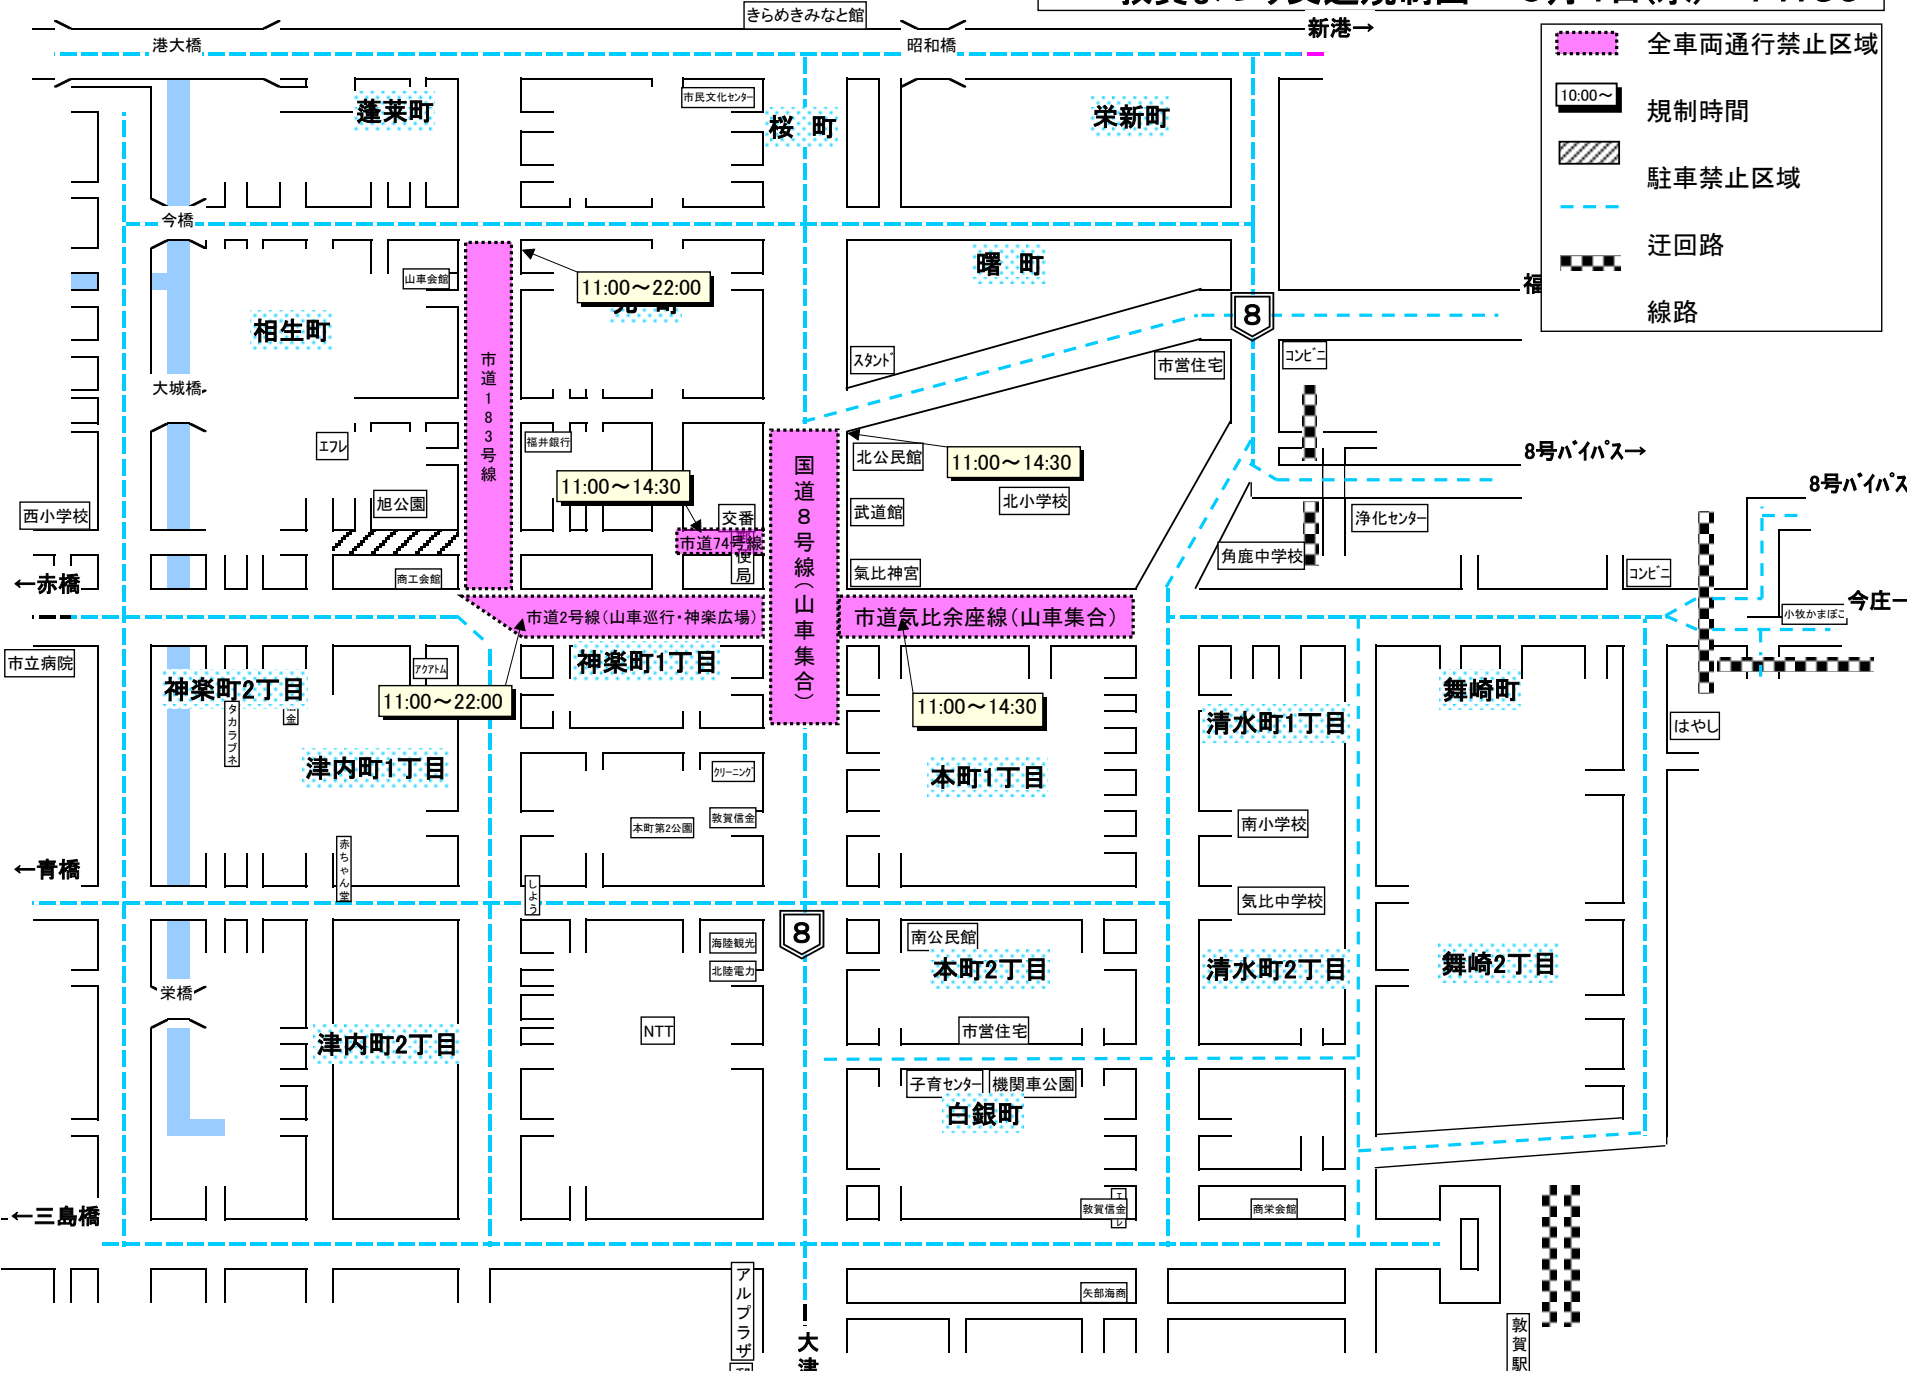 きらめきみなと館
新港→
港大橋
昭和橋
全車両通行禁止区域
10:00～
規制時間
駐車禁止区域
迂回路
線路
市民文化センター
蓬莱町
桜 町
栄新町
今橋
曙 町
山車会館
11:00～22:00
相生町
8
市道183号線
スタンド
市営住宅
コンビニ
大城橋
エフレ
福井銀行
国道8号線(山車集合)
北公民館
11:00～14:30
8号バイパス→
11:00～14:30
8号バイパス
西小学校
旭公園
交番
武道館
北小学校
浄化センター
市道74号線
便局
角鹿中学校
←赤橋
商工会館
氣比神宮
コンビニ
今庄
小牧かまぼこ
市道2号線(山車巡行・神楽広場)
市道気比余座線(山車集合)
市立病院
アクアトム
神楽町1丁目
神楽町2丁目
金
11:00～22:00
11:00～14:30
舞崎町
タカラブネ
清水町1丁目
はやし
津内町1丁目
クリーニング
本町1丁目
敦賀信金
本町第2公園
南小学校
赤ちゃん堂
←青橋
しょう
気比中学校
8
海陸観光
南公民館
北陸電力
本町2丁目
清水町2丁目
舞崎2丁目
栄橋
NTT
市営住宅
津内町2丁目
子育センター
機関車公園
白銀町
←三島橋
敦賀信金
商栄会館
アルプラザ
矢部海商
大津
敦賀駅